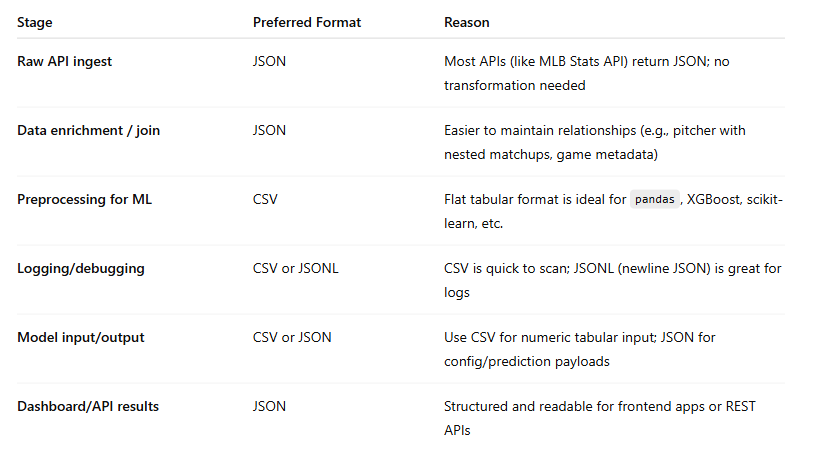 Stage Preferred Format Reason
Raw API ingest JSON Most APIs (like MLB Stats API) return JSON; no
transformation needed
Data enrichment / join JSON Easier to maintain relationships (e.g., pitcher with
nested matchups, game metadata)
Preprocessing for ML CSV Flat tabular format is ideal for pandas , XGBoost, scikit-
learn, etc.
Logging/debugging CSV or JSONL CSV is quick to scan; JSONL (newline JSON) is great for
logs
Model input/output CSV or JSON Use CSV for numeric tabular input; JSON for
config/prediction payloads
Dashboard/API results JSON Structured and readable for frontend apps or REST
APIs